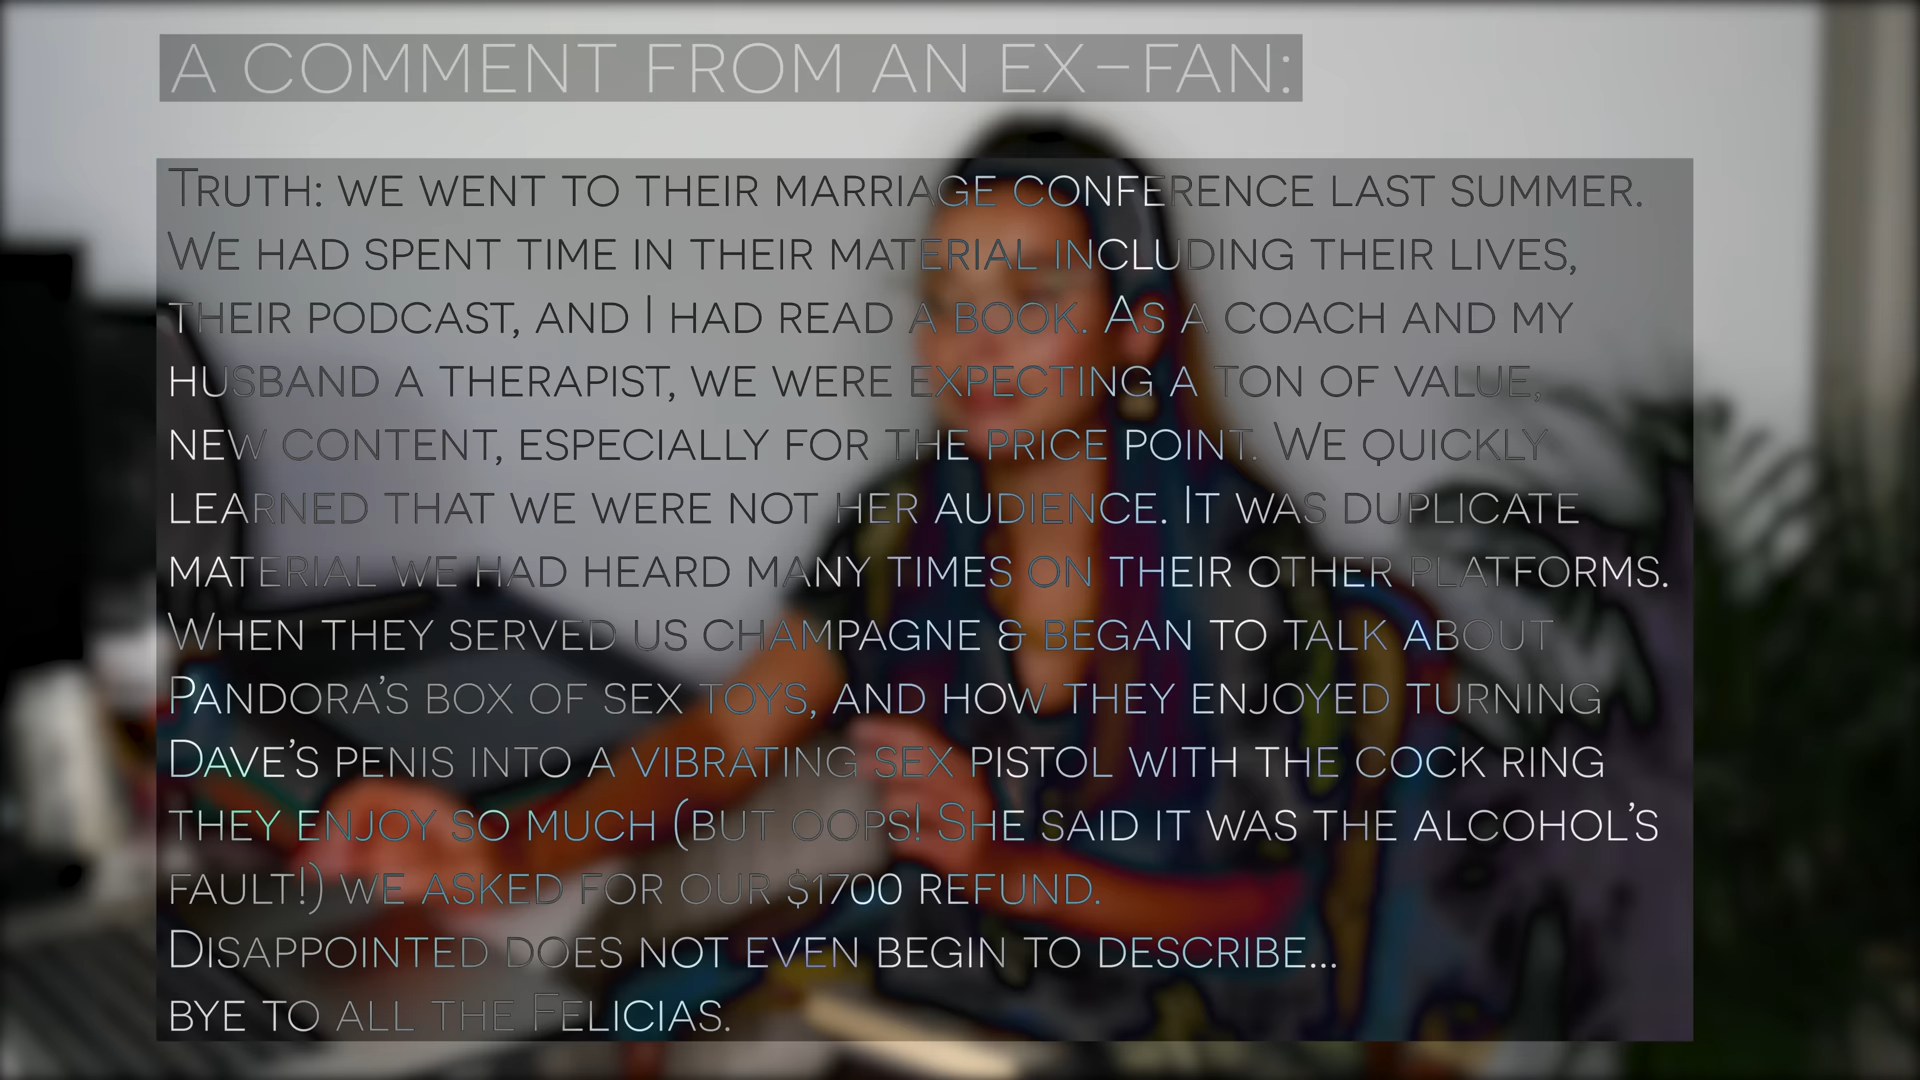 A COMMENT FROM AN EX-FAN:
TRUTH: WE WENT TO THEIR MARRIAGE CONFERENCE LAST SUMMER.
WE HAD SPENT TIME IN THEIR MATERIAL INCLUDING THEIR LIVES,
THEIR PODCAST, AND I HAD READ A BOOK. AS A COACH AND MY
HUSBAND A THERAPIST, WE WERE EXPECTING A TON OF VALUE,
NEW CONTENT, ESPECIALLY FOR THE PRICE POINT. WE QUICKLY
LEARNED THAT WE WERE NOT HER AUDIENCE. IT WAS DUPLICATE
MATERIAL WE HAD HEARD MANY TIMES ON THEIR OTHER PLATFORMS.
WHEN THEY SERVED US CHAMPAGNE & BEGAN TO TALK ABOUT
PANDORA'S BOX OF SEX TOYS, AND HOW THEY ENJOYED TURNING
DAVE'S PENIS INTO A VIBRATING SEX PISTOL WITH THE COCK RING
THEY ENJOY SO MUCH (BUT OOPS! SHE SAID IT WAS THE ALCOHOL'S
FAULT!) WE ASKED FOR OUR $1700 REFUND.
DISAPPOINTED DOES NOT EVEN BEGIN TO DESCRIBE...
BYE TO ALL THE FELICIAS.